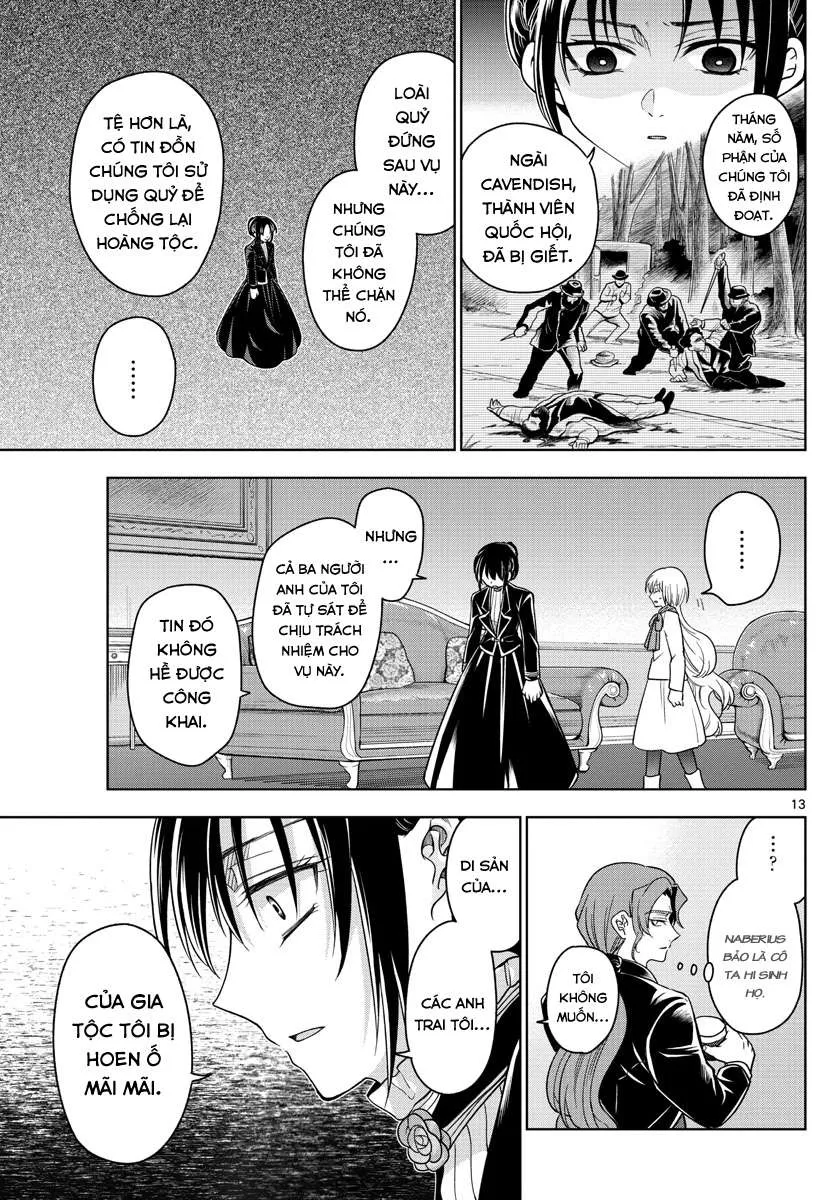 THÁNG
NĂM, SỐ
PHẬN CỦA
CHÚNG TÔI
ĐÃ ĐỊNH
ĐOẠT.
NGÀI
CAVENDISH,
THÀNH VIÊN
QUỐC HỘI,
ĐÃ BỊ GIẾT.
LOÀI QUỶ
ĐỨNG
SAU VỤ
NÀY...
NHƯNG
CHÚNG TÔI
ĐÃ
KHÔNG
THỂ CHẶN
NÓ.
TỆ HƠN LÀ,
CÓ TIN ĐỒN
CHÚNG TÔI SỬ
DỤNG QUỶ ĐỂ
CHỐNG LẠI
HOÀNG TỘC.
......
....
NHƯNG
...
CẢ BA NGƯỜI
ANH CỦA TÔI
ĐÃ TỰ SÁT ĐỂ
CHỊU TRÁCH
NHIỆM CHO
VỤ NÀY.
TIN ĐÓ
KHÔNG
HỀ ĐƯỢC
CÔNG
KHAI.
13
...?
NABERIUS
BẢO LÀ CÔ
TA HI SINH
HỌ.
TÔI
KHÔNG
MUỐN...
DI SẢN
CỦA...
CÁC ANH
TRAI TÔI...
CỦA GIA
TỘC TÔI BỊ
HOEN Ố
MÃI MÃI.